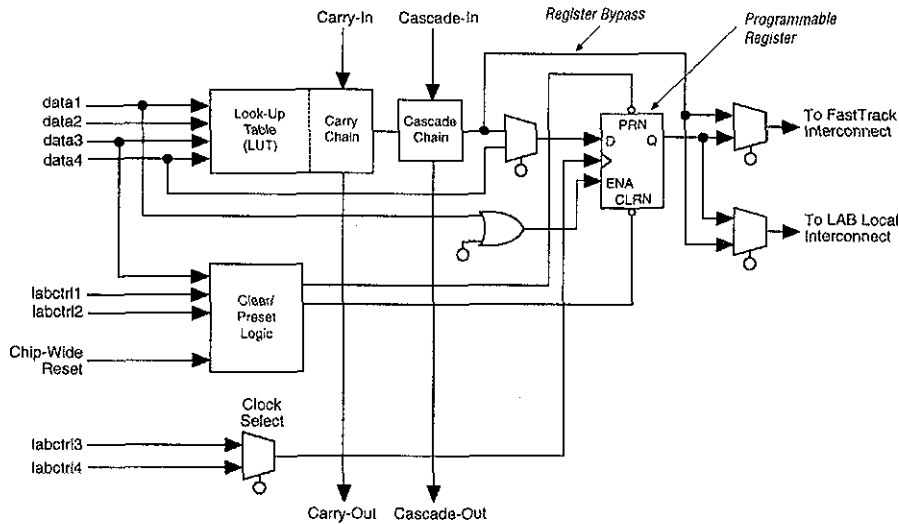 Carry-In
Cascade-In
Register Bypass
Programmable
Register
data1
data2
data3
data4
Look-Up
Table
(LUT)
Carry
Chain
Cascade
Chain
PRN
D
Q
ENA
CLRN
To FastTrack
Interconnect
To LAB Local
Interconnect
labctrl1
labctrl2
Clear/
Preset
Logic
Chip-Wide
Reset
Clock
Select
labctrl3
labctrl4
Carry-Out
Cascade-Out